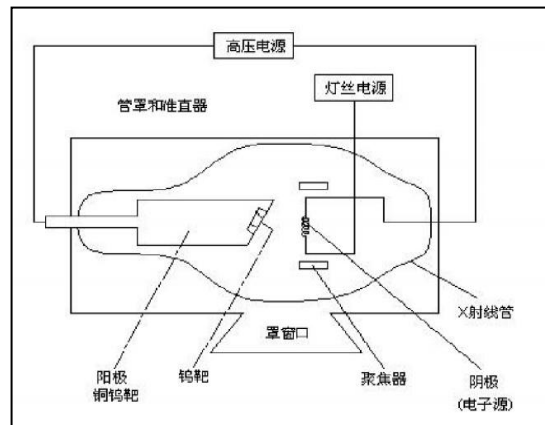 高压电源
灯丝电源
管罩和准直器
X射线管
罩窗口
阳极
铜钨靶
钨靶
聚焦器
阴极
(电子源)